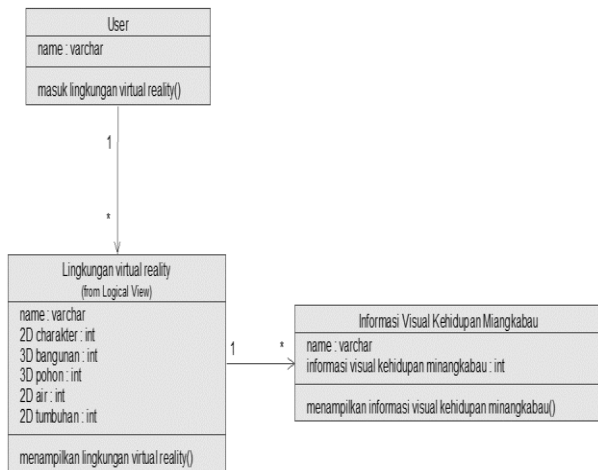 User
name : varchar
masuk lingkungan virtual reality()
1
*
Lingkungan virtual reality
(from Logical View)
name : varchar
2D charakter : int
3D bangunan : int
3D pohon : int
2D air : int
2D tumbuhan : int
menampilkan lingkungan virtual reality()
1
*
Informasi Visual Kehidupan Miangkabau
name : varchar
informasi visual kehidupan minangkabau : int
menampilkan informasi visual kehidupan minangkabau()